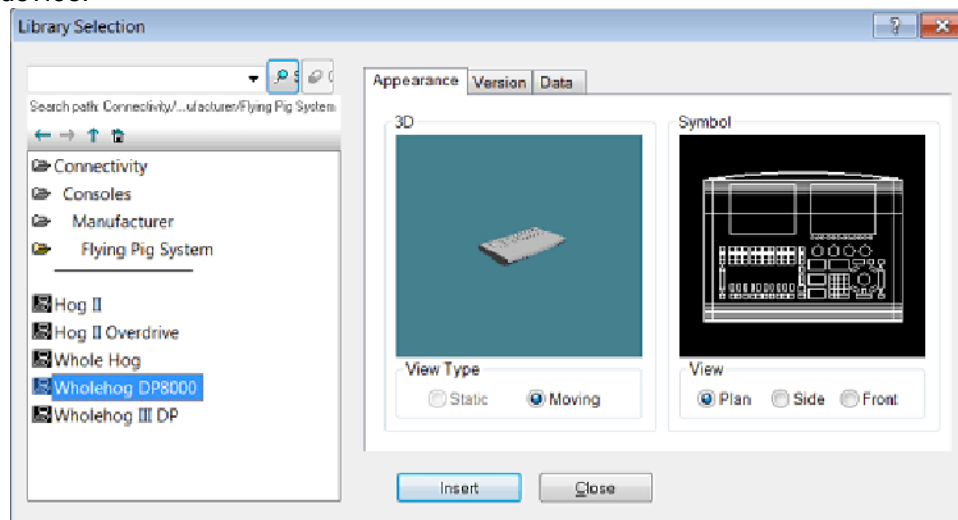 Library Selection
Search path: Connectivity/...ufacturer/Flying Pig System
Connectivity
Consoles
Manufacturer
Flying Pig System
Hog II
Hog II Overdrive
Whole Hog
Wholehog DP8000
Wholehog III DP
Appearance Version Data
3D
View Type
Static Moving
Symbol
View
Plan Side Front
Insert Close